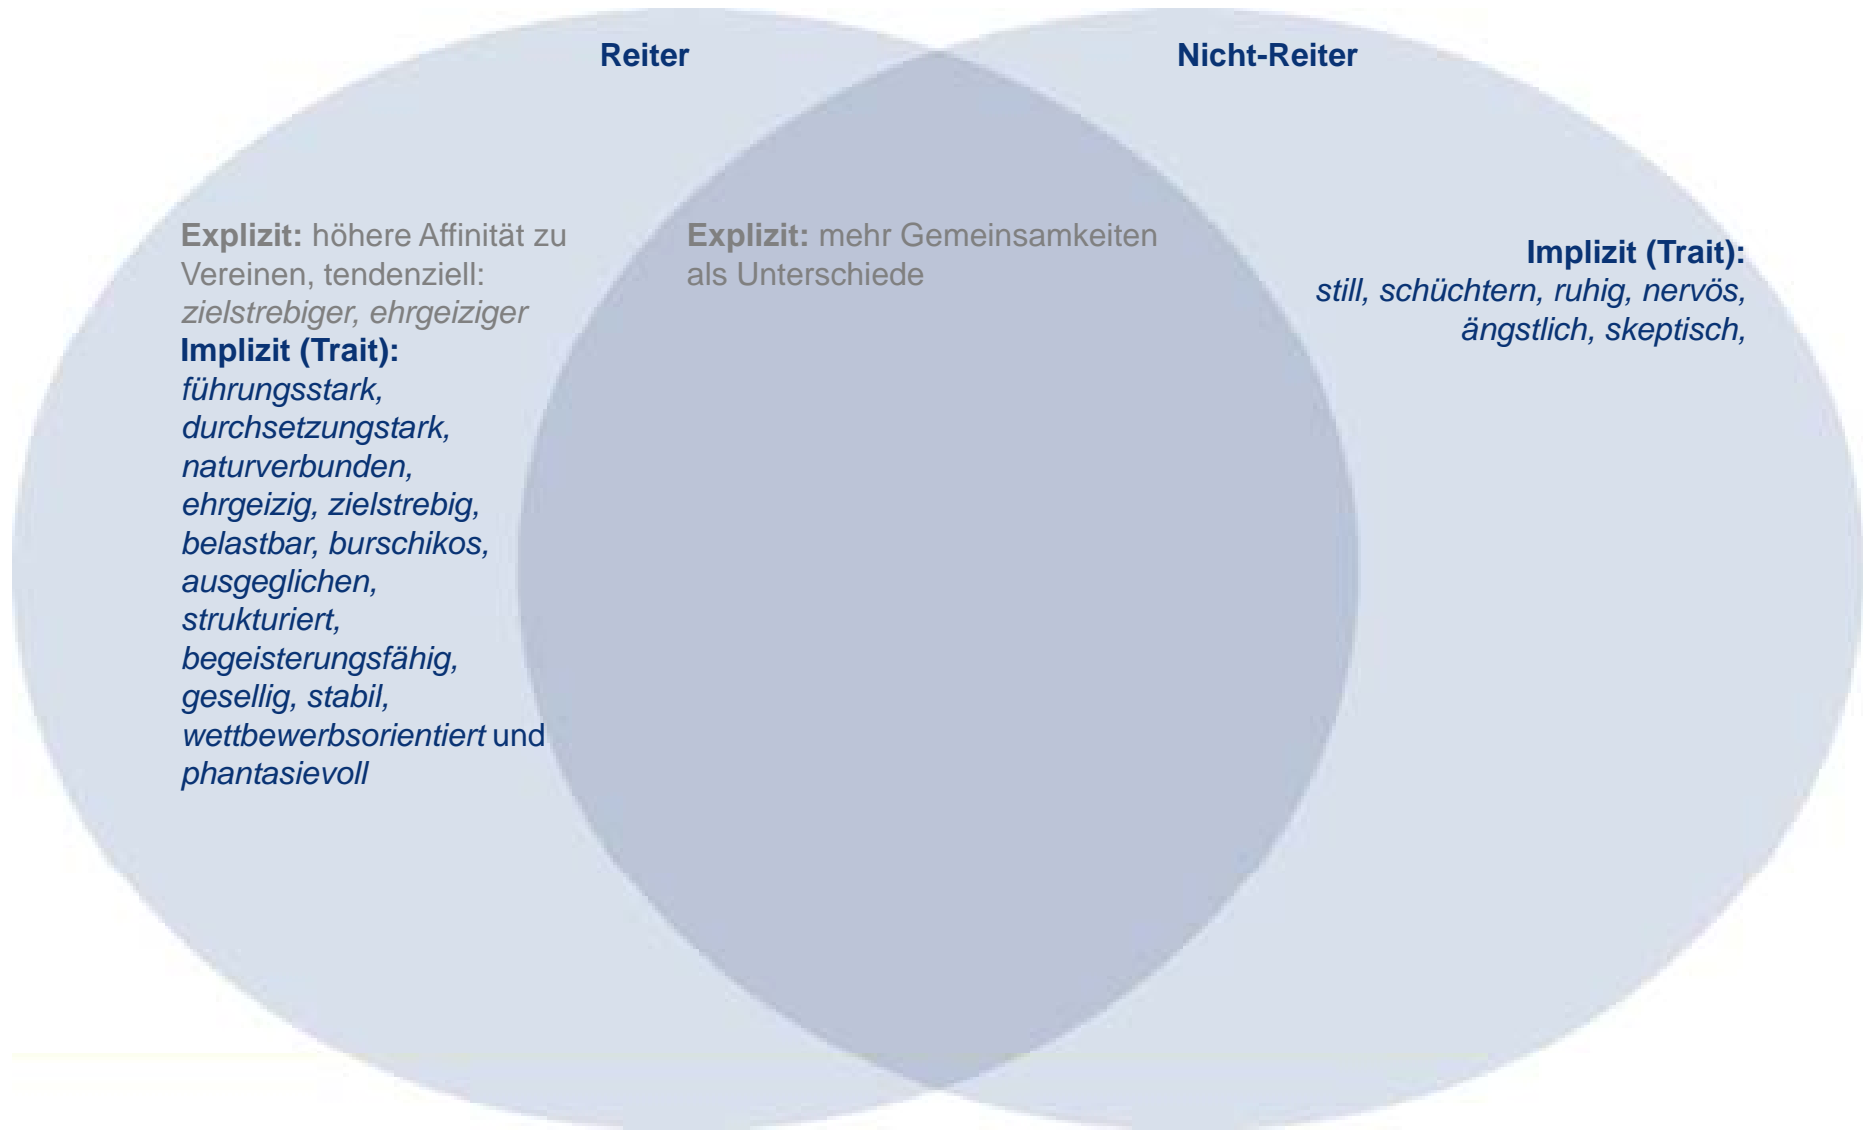 Reiter
Nicht-Reiter
Explizit: höhere Affinität zu
Vereinen, tendenziell:
zielstrebiger, ehrgeiziger
Implizit (Trait):
führungsstark,
durchsetzungstark,
naturverbunden,
ehrgeizig, zielstrebig,
belastbar, burschikos,
ausgeglichen,
strukturiert,
begeisterungsfähig,
gesellig, stabil,
wettbewerbsorientiert und
phantasievoll
Explizit: mehr Gemeinsamkeiten
als Unterschiede
Implizit (Trait):
still, schüchtern, ruhig, nervös,
ängstlich, skeptisch,